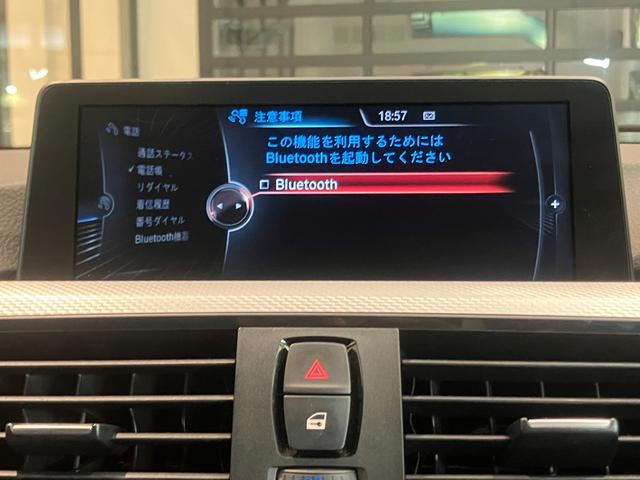 注意事項
18:57
電話
通話ステータス
✓ 電話帳
リダイヤル
着信履歴
番号ダイヤル
Bluetooth機器
この機能を利用するためには
Bluetoothを起動してください
Bluetooth